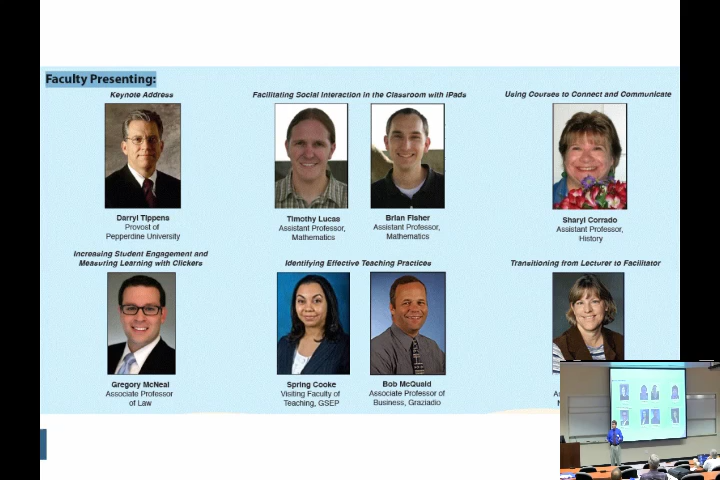 Faculty Presenting:
Keynote Address
Facilitating Social Interaction in the Classroom with iPads
Using Courses to Connect and Communicate
Darryl Tippens
Provost of
Pepperdine University
Timothy Lucas
Assistant Professor,
Mathematics
Brian Fisher
Assistant Professor,
Mathematics
Sharyl Corrado
Assistant Professor,
History
Increasing Student Engagement and
Measuring Learning with Clickers
Identifying Effective Teaching Practices
Transitioning from Lecturer to Facilitator
Gregory McNeal
Associate Professor
of Law
Spring Cooke
Visiting Faculty of
Teaching, GSEP
Bob McQuaid
Associate Professor of
Business, Graziadio